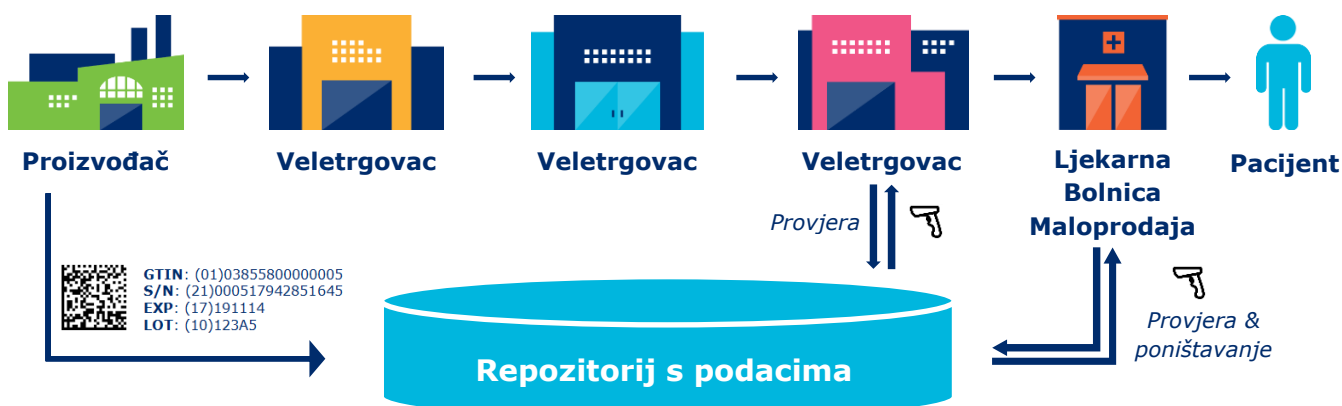 Proizvođač
Veletrgovac
Veletrgovac
Veletrgovac
Ljekarna
Bolnica
Maloprodaja
Pacijent
Provjera
GTIN: (01)03855800000005
S/N: (21)000517942851645
EXP: (17)191114
LOT: (10)123A5
Provjera &
poništavanje
Repozitorij s podacima